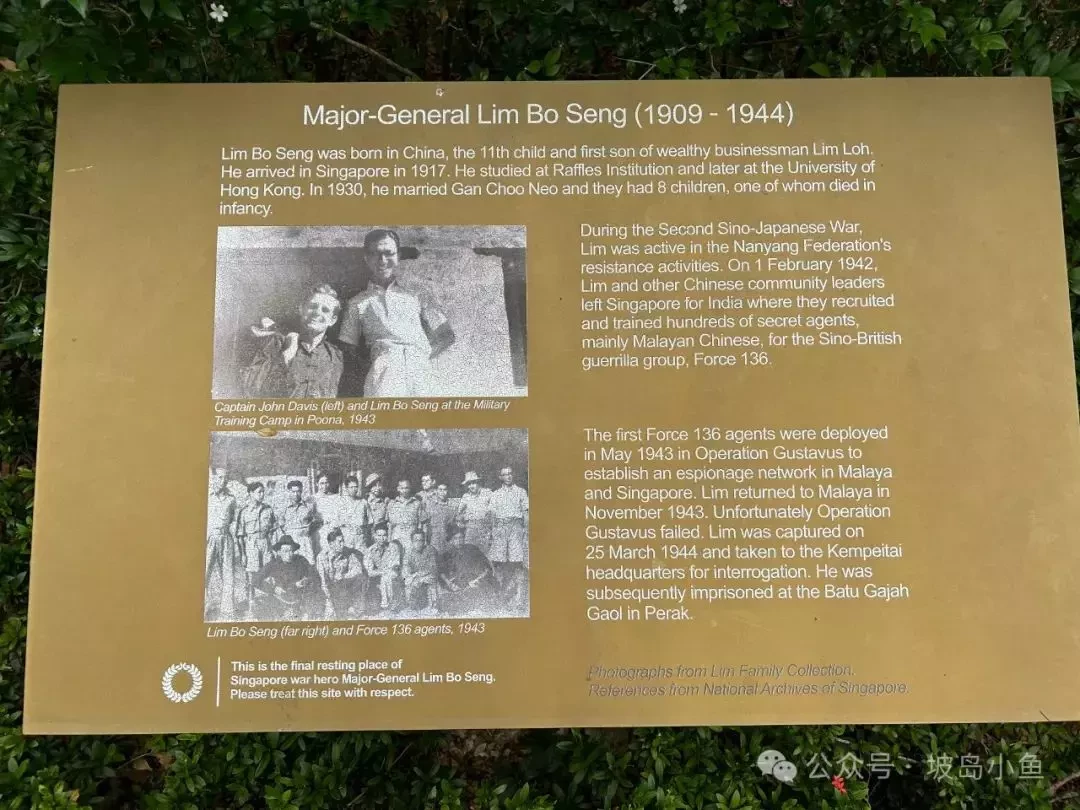 Major-General Lim Bo Seng (1909 - 1944)
Lim Bo Seng was born in China, the 11th child and first son of wealthy businessman Lim Loh.
He arrived in Singapore in 1917. He studied at Raffles Institution and later at the University of
Hong Kong. In 1930, he married Gan Choo Neo and they had 8 children, one of whom died in
infancy.
Captain John Davis (left) and Lim Bo Seng at the Military
Training Camp in Poona, 1943
Lim Bo Seng (far right) and Force 136 agents, 1943
During the Second Sino-Japanese War,
Lim was active in the Nanyang Federation's
resistance activities. On 1 February 1942,
Lim and other Chinese community leaders
left Singapore for India where they recruited
and trained hundreds of secret agents,
mainly Malayan Chinese, for the Sino-British
guerrilla group, Force 136.
The first Force 136 agents were deployed
in May 1943 in Operation Gustavus to
establish an espionage network in Malaya
and Singapore. Lim returned to Malaya in
November 1943. Unfortunately Operation
Gustavus failed. Lim was captured on
25 March 1944 and taken to the Kempeitai
headquarters for interrogation. He was
subsequently imprisoned at the Batu Gajah
Gaol in Perak.
This is the final resting place of
Singapore war hero Major-General Lim Bo Seng.
Please treat this site with respect.
Photographs from Lim Family Collection.
References from National Archives of Singapore.
公众号 · 坡岛小鱼